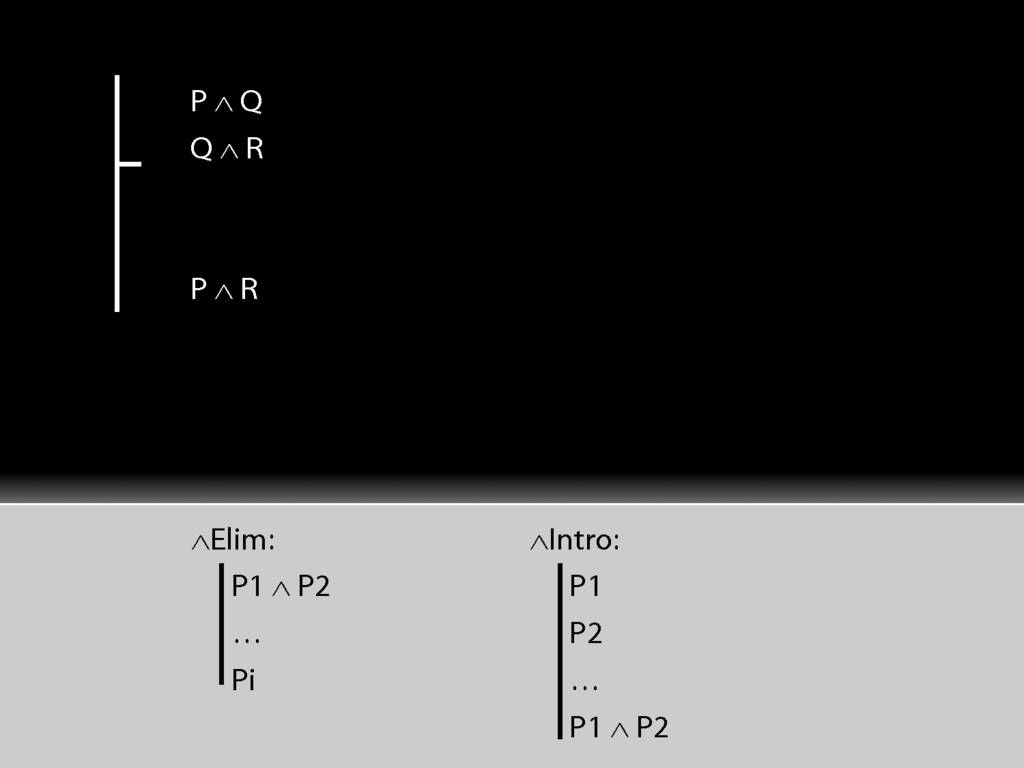 P ∧ Q
Q ∧ R
P ∧ R
∧Elim:
P1 ∧ P2
…
Pi
∧Intro:
P1
P2
…
P1 ∧ P2